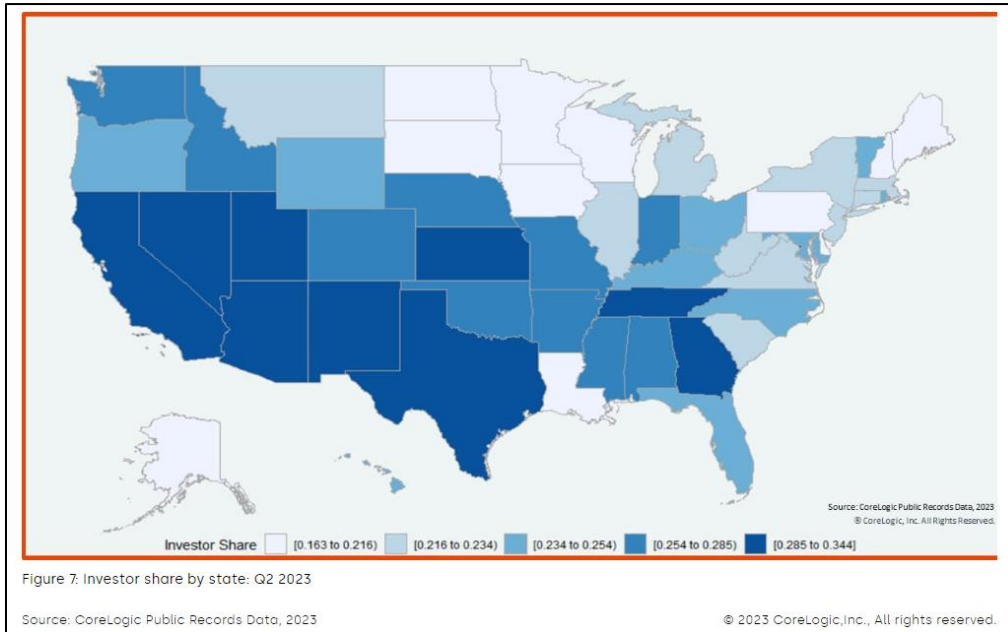 Source: CoreLogic Public Records Data, 2023
© CoreLogic, Inc. All Rights Reserved.
Investor Share [0.163 to 0.216) [0.216 to 0.234) [0.234 to 0.254) [0.254 to 0.285) [0.285 to 0.344]
Figure 7: Investor share by state: Q2 2023
Source: CoreLogic Public Records Data, 2023 © 2023 CoreLogic,Inc., All rights reserved.